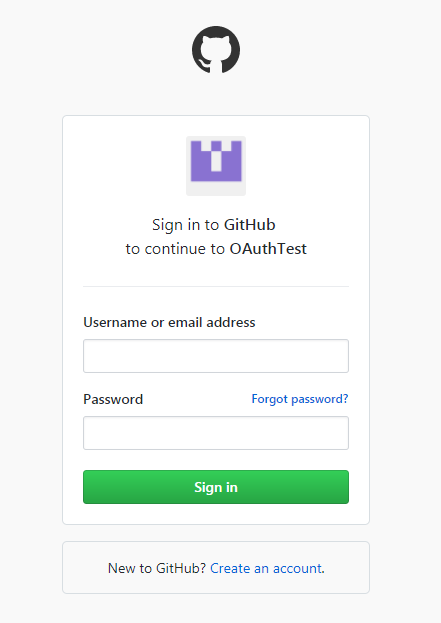 Sign in to GitHub
to continue to OAuthTest
Username or email address
Password Forgot password?
Sign in
New to GitHub? Create an account.